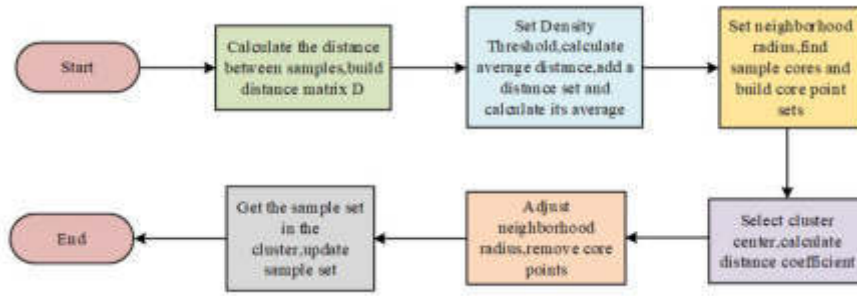 Start
Calculate the distance
between samples,build
distance matrix D
Set Density
Threshold,calculate
average distance,add a
distance set and
calculate its average
Set neighborhood
radius,find
sample cores and
build core point
sets
Select cluster
center,calculate
distance coefficient
Adjust
neighborhood
radius,remove core
points
Get the sample set
in the
cluster,update
sample set
End